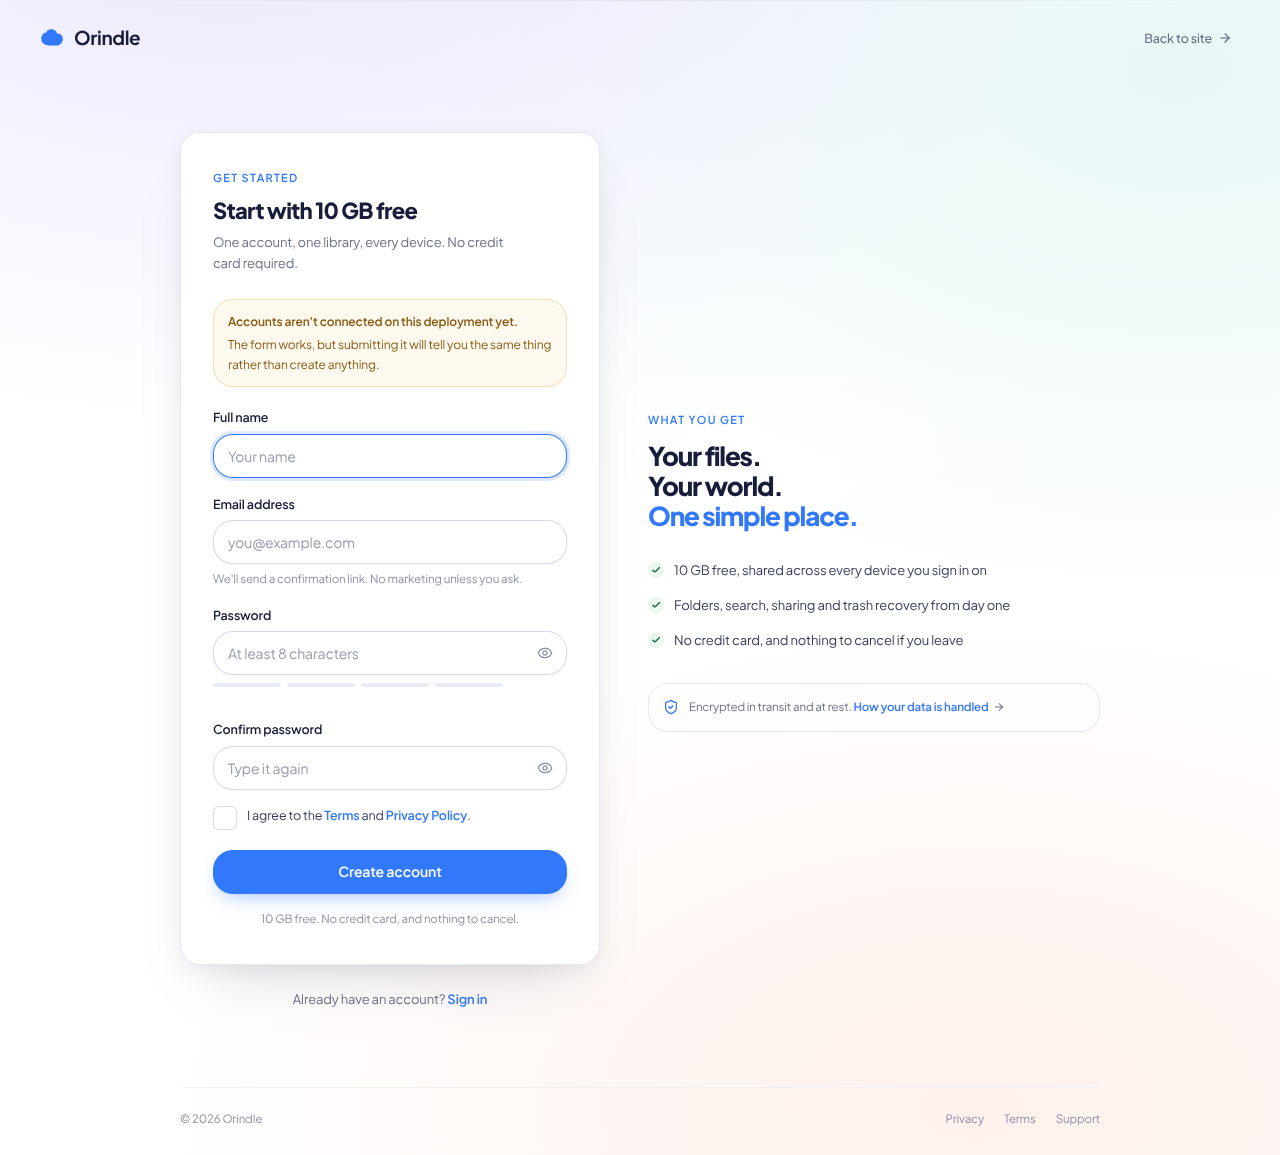 Orindle
Back to site
GET STARTED
Start with 10 GB free
One account, one library, every device. No credit
card required.
Accounts aren't connected on this deployment yet.
The form works, but submitting it will tell you the same thing
rather than create anything.
Full name
Your name
Email address
you@example.com
We'll send a confirmation link. No marketing unless you ask.
Password
At least 8 characters
Confirm password
Type it again
I agree to the Terms and Privacy Policy.
Create account
10 GB free. No credit card, and nothing to cancel.
Already have an account? Sign in
WHAT YOU GET
Your files.
Your world.
One simple place.
10 GB free, shared across every device you sign in on
Folders, search, sharing and trash recovery from day one
No credit card, and nothing to cancel if you leave
Encrypted in transit and at rest. How your data is handled
© 2026 Orindle
Privacy Terms Support